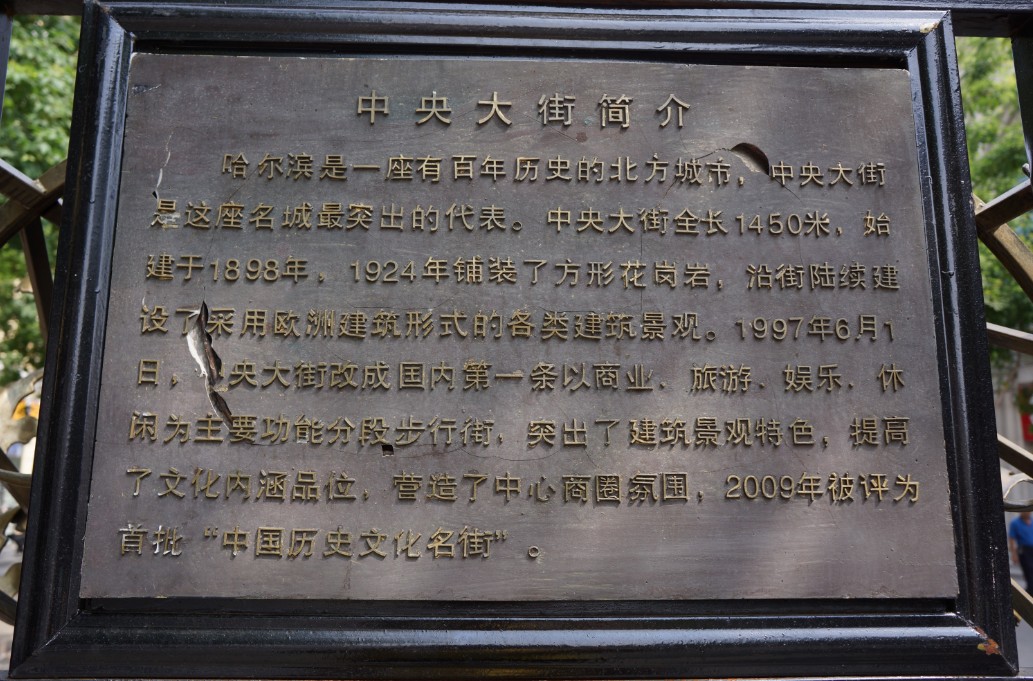 中央大街简介
哈尔滨是一座有百年历史的北方城市，中央大街
是这座名城最突出的代表。中央大街全长1450米，始
建于1898年，1924年铺装了方形花岗岩，沿街陆续建
设了采用欧洲建筑形式的各类建筑景观。1997年6月1
日，央大街改成国内第一条以商业、旅游、娱乐、休
闲为主要功能分段步行街，突出了建筑景观特色，提高
了文化内涵品位，营造了中心商圈氛围，2009年被评为
首批“中国历史文化名街”。